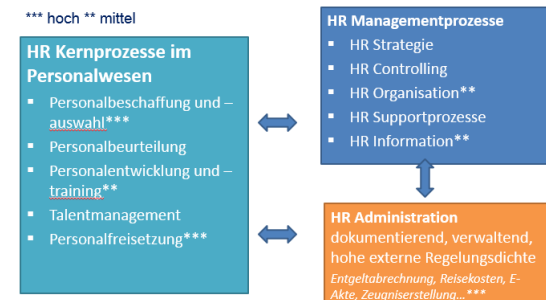 *** hoch ** mittel
HR Kernprozesse im
Personalwesen
▪ Personalbeschaffung und –
auswahl***
▪ Personalbeurteilung
▪ Personalentwicklung und –
training**
▪ Talentmanagement
▪ Personalfreisetzung***
HR Managementprozesse
▪ HR Strategie
▪ HR Controlling
▪ HR Organisation**
▪ HR Supportprozesse
▪ HR Information**
HR Administration
dokumentierend, verwaltend,
hohe externe Regelungsdichte
Entgeltabrechnung, Reisekosten, E-
Akte, Zeugniserstellung...***